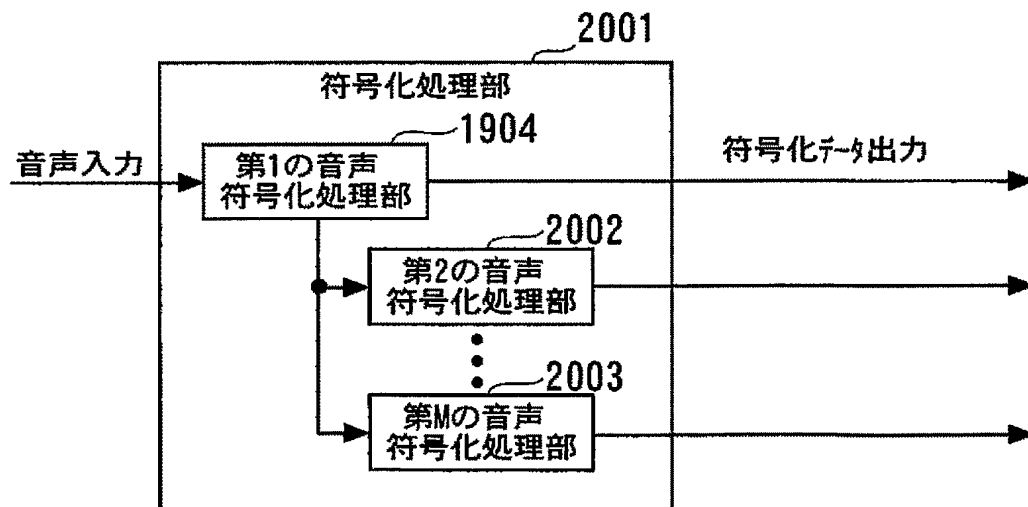 2001
符号化処理部
1904
音声入力
第1の音声
符号化処理部
符号化データ出力
2002
第2の音声
符号化処理部
2003
第Mの音声
符号化処理部